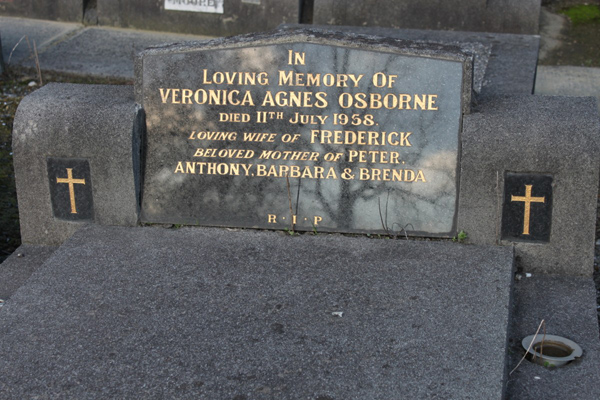 In
Loving Memory Of
VERONICA AGNES OSBORNE
DIED 11TH JULY 1958.
LOVING WIFE OF FREDERICK
BELOVED MOTHER OF PETER,
ANTHONY, BARBARA & BRENDA
R·I·P